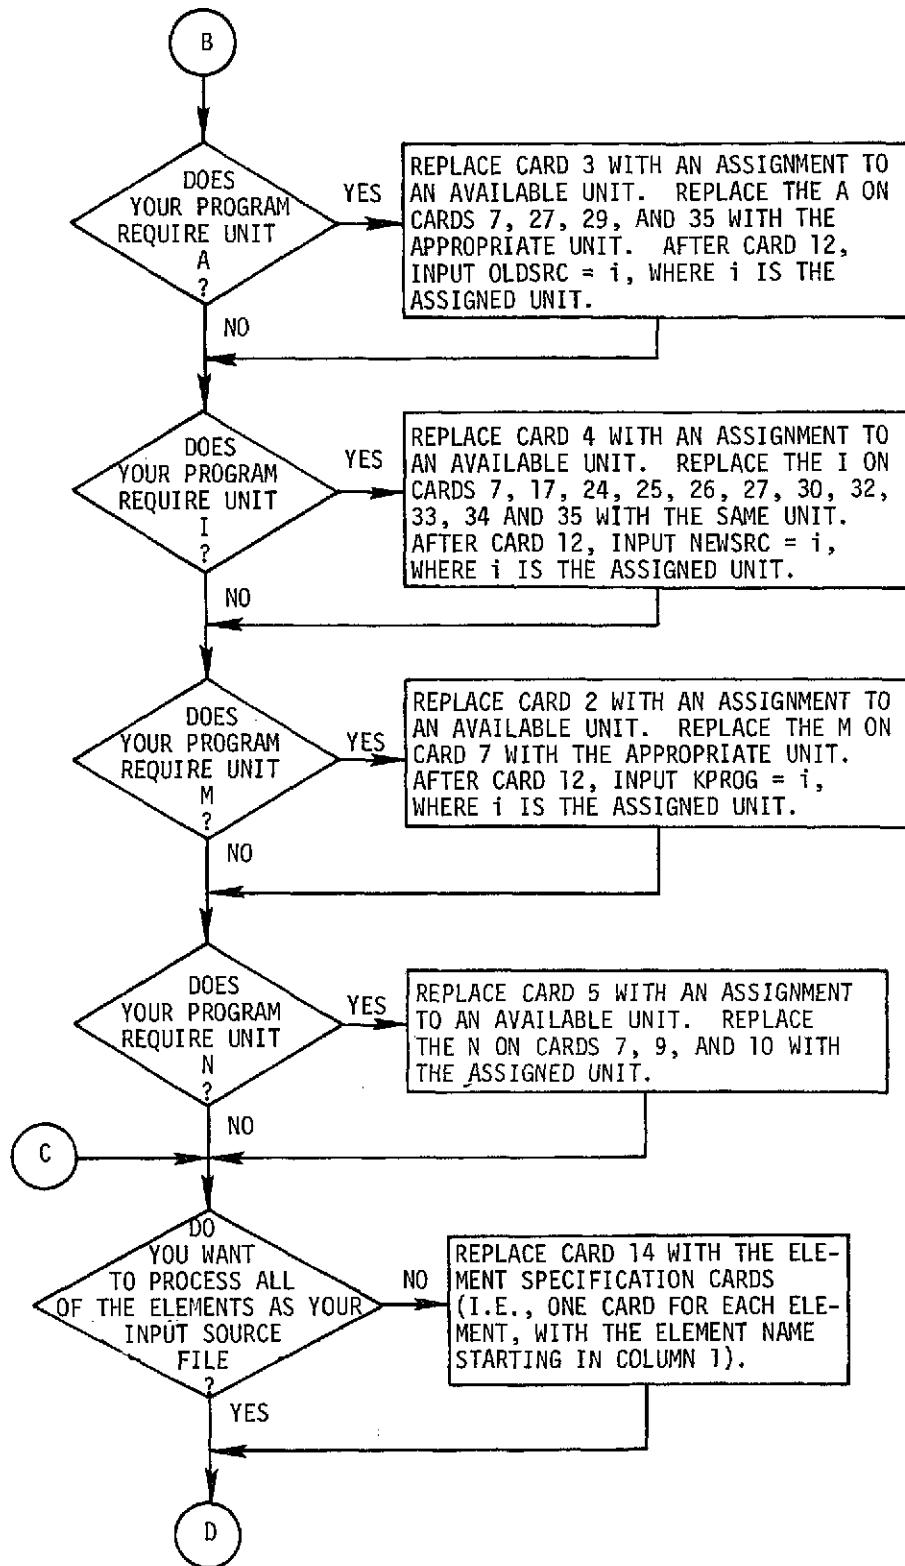 B
DOES
YOUR PROGRAM
REQUIRE UNIT
A
?
YES
REPLACE CARD 3 WITH AN ASSIGNMENT TO
AN AVAILABLE UNIT. REPLACE THE A ON
CARDS 7, 27, 29, AND 35 WITH THE
APPROPRIATE UNIT. AFTER CARD 12,
INPUT OLDSRC = i, WHERE i IS THE
ASSIGNED UNIT.
NO
DOES
YOUR PROGRAM
REQUIRE UNIT
I
?
YES
REPLACE CARD 4 WITH AN ASSIGNMENT TO
AN AVAILABLE UNIT. REPLACE THE I ON
CARDS 7, 17, 24, 25, 26, 27, 30, 32,
33, 34 AND 35 WITH THE SAME UNIT.
AFTER CARD 12, INPUT NEWSRC = i,
WHERE i IS THE ASSIGNED UNIT.
NO
DOES
YOUR PROGRAM
REQUIRE UNIT
M
?
YES
REPLACE CARD 2 WITH AN ASSIGNMENT TO
AN AVAILABLE UNIT. REPLACE THE M ON
CARD 7 WITH THE APPROPRIATE UNIT.
AFTER CARD 12, INPUT KPROG = i,
WHERE i IS THE ASSIGNED UNIT.
NO
DOES
YOUR PROGRAM
REQUIRE UNIT
N
?
YES
REPLACE CARD 5 WITH AN ASSIGNMENT
TO AN AVAILABLE UNIT. REPLACE
THE N ON CARDS 7, 9, AND 10 WITH
THE ASSIGNED UNIT.
NO
C
DO
YOU WANT
TO PROCESS ALL
OF THE ELEMENTS AS YOUR
INPUT SOURCE
FILE
?
NO
REPLACE CARD 14 WITH THE ELE-
MENT SPECIFICATION CARDS
(I.E., ONE CARD FOR EACH ELE-
MENT, WITH THE ELEMENT NAME
STARTING IN COLUMN 1).
YES
D